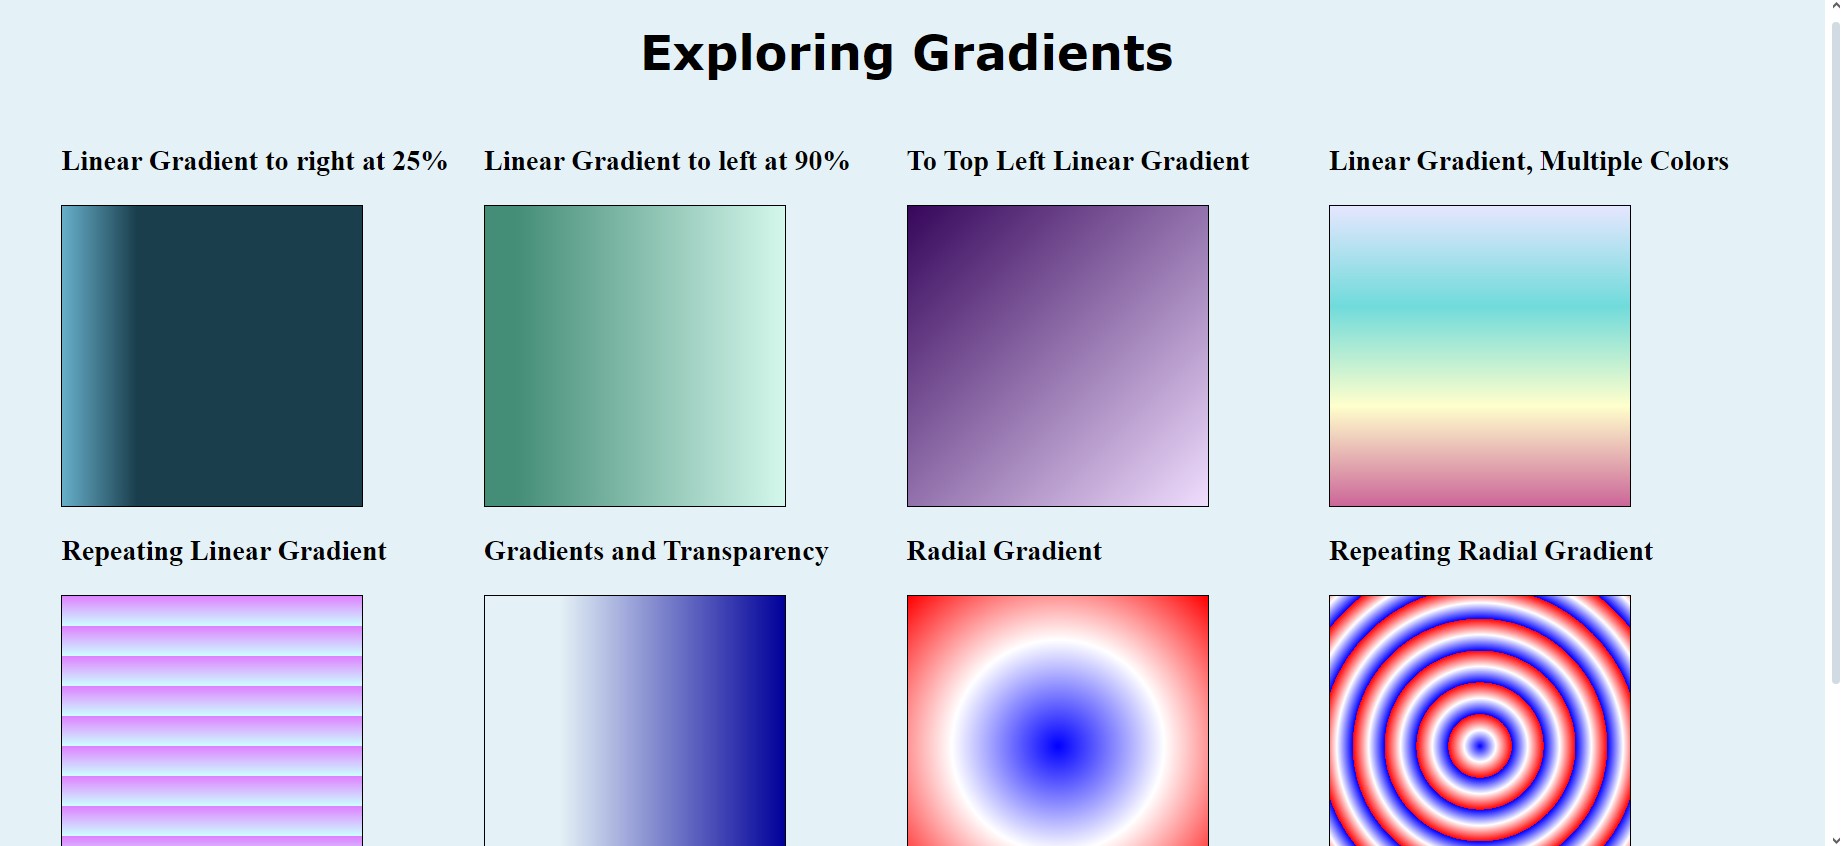 Exploring Gradients
Linear Gradient to right at 25%
Linear Gradient to left at 90%
To Top Left Linear Gradient
Linear Gradient, Multiple Colors
Repeating Linear Gradient
Gradients and Transparency
Radial Gradient
Repeating Radial Gradient